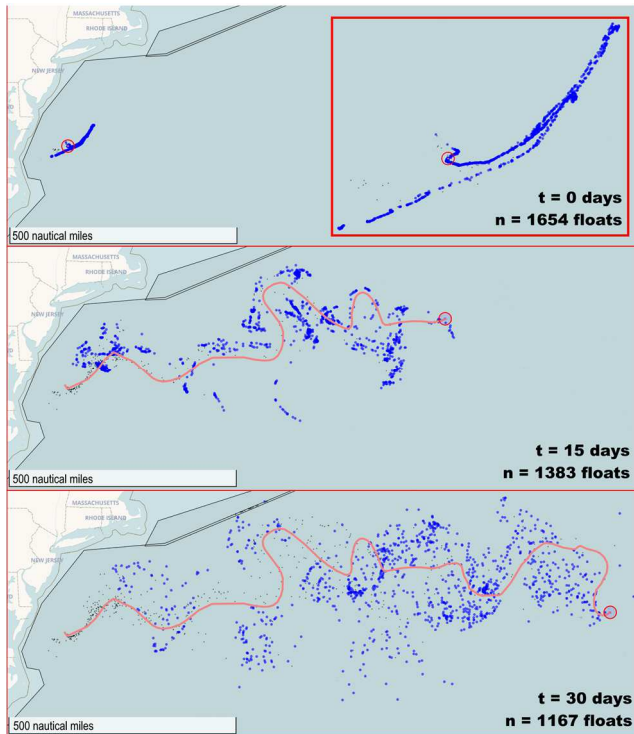 MASSACHUSETTS
RHODE ISLAND
NEW JERSEY
t = 0 days
n = 1654 floats
500 nautical miles
RHODE ISLAND
NEW JERSEY
t = 15 days
n = 1383 floats
500 nautical miles
MASSACHUSETTS
RHODE ISLAND
NEW JERSEY
t = 30 days
n = 1167 floats
500 nautical miles